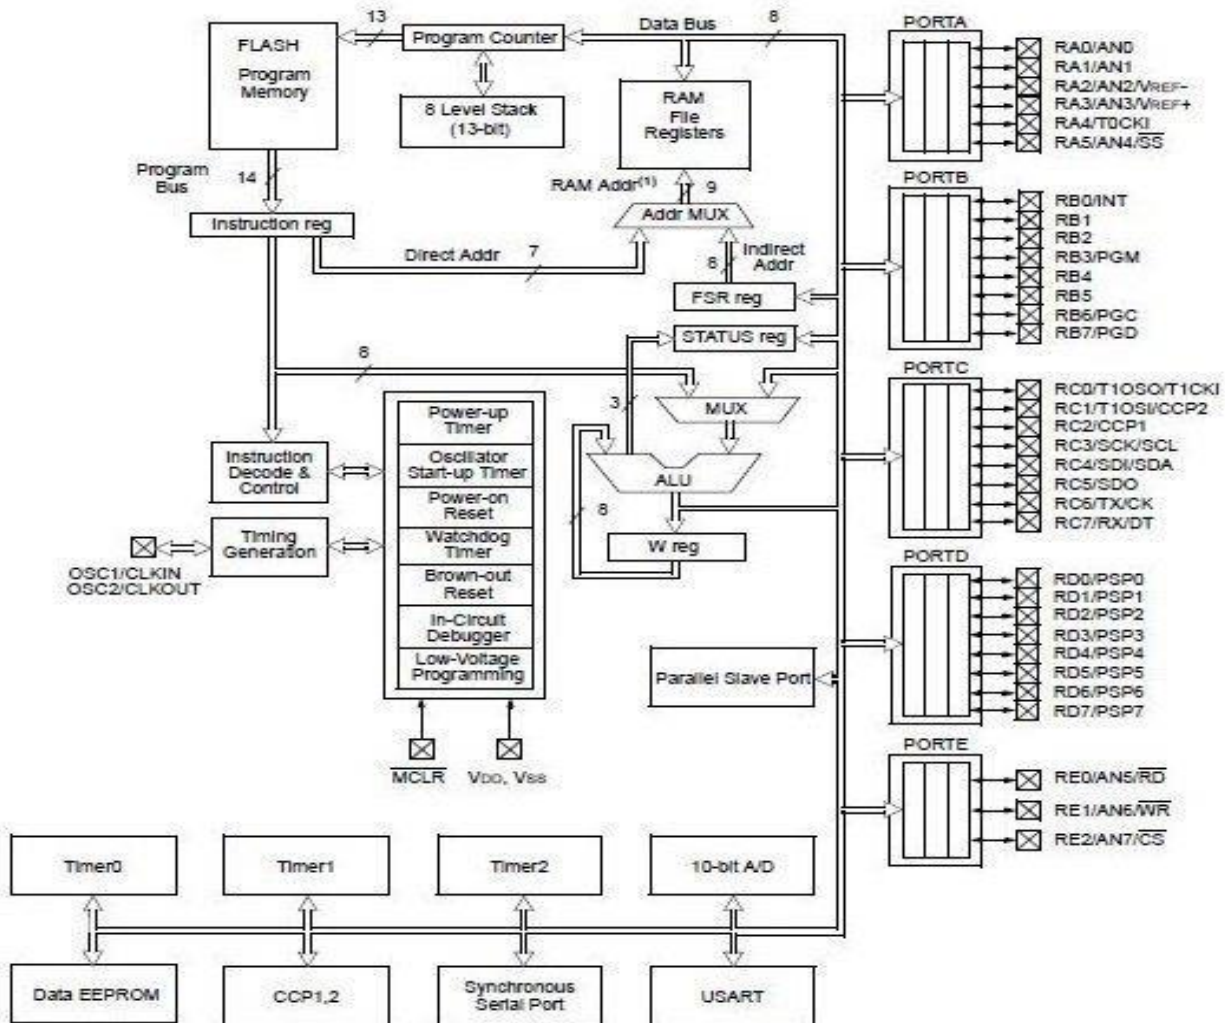 FLASH
Program
Memory
13
Program Counter
Data Bus
8
8 Level Stack
(13-bit)
RAM
File
Registers
Program
Bus
14
RAM Addr(1)
9
Addr MUX
Instruction reg
Direct Addr
7
8
Indirect
Addr
FSR reg
STATUS reg
8
3
MUX
Power-up
Timer
Oscillator
Start-up Timer
Power-on
Reset
Watchdog
Timer
Brown-out
Reset
In-Circuit
Debugger
Low-Voltage
Programming
Instruction
Decode &
Control
ALU
8
W reg
Timing
Generation
OSC1/CLKIN
OSC2/CLKOUT
Parallel Slave Port
MCLR
VDD, VSS
PORTA
RA0/AN0
RA1/AN1
RA2/AN2/VREF-
RA3/AN3/VREF+
RA4/T0CKI
RA5/AN4/SS
PORTB
RB0/INT
RB1
RB2
RB3/PGM
RB4
RB5
RB6/PGC
RB7/PGD
PORTC
RC0/T1OSO/T1CKI
RC1/T1OSI/CCP2
RC2/CCP1
RC3/SCK/SCL
RC4/SDI/SDA
RC5/SDO
RC6/TX/CK
RC7/RX/DT
PORTD
RD0/PSP0
RD1/PSP1
RD2/PSP2
RD3/PSP3
RD4/PSP4
RD5/PSP5
RD6/PSP6
RD7/PSP7
PORTE
RE0/AN5/RD
RE1/AN6/WR
RE2/AN7/CS
Timer0
Timer1
Timer2
10-bit A/D
Data EEPROM
CCP1,2
Synchronous
Serial Port
USART